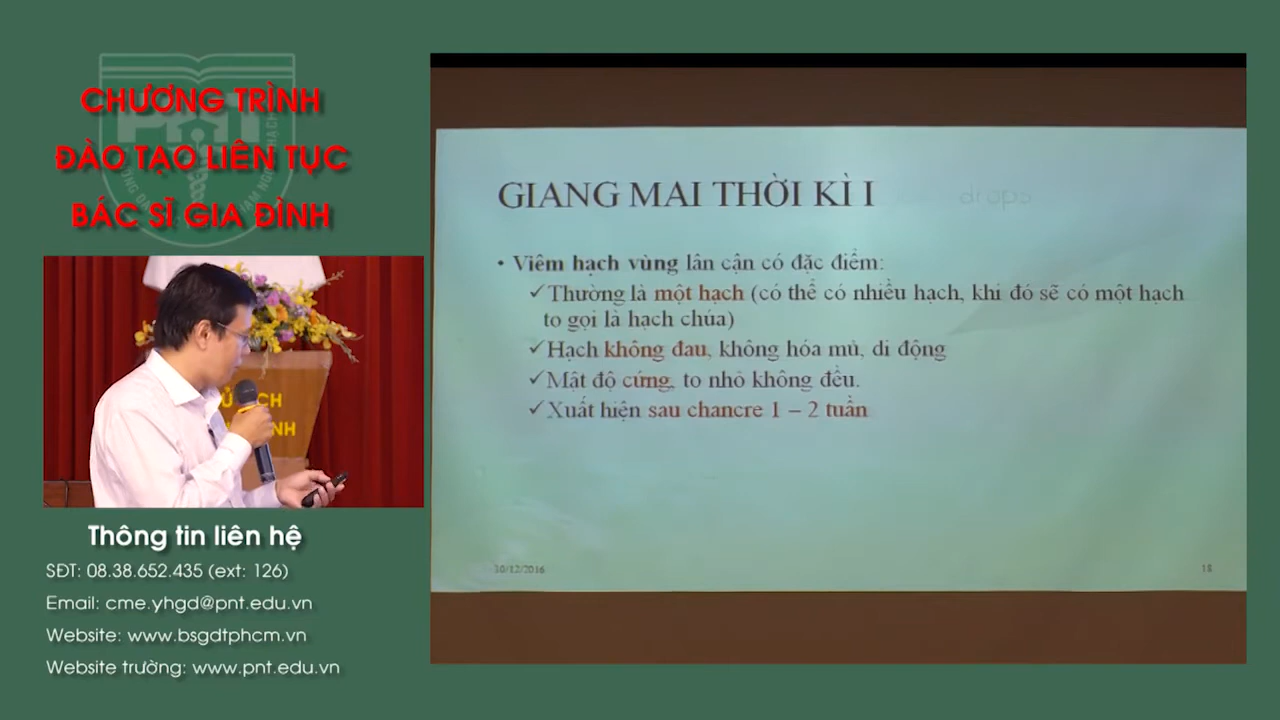 CHƯƠNG TRÌNH
ĐÀO TẠO LIÊN TỤC
BÁC SĨ GIA ĐÌNH
Thông tin liên hệ
SĐT: 08.38.652.435 (ext: 126)
Email: cme.yhgd@pnt.edu.vn
Website: www.bsgdtphcm.vn
Website trường: www.pnt.edu.vn
GIANG MAI THỜI KÌ I
drops
• Viêm hạch vùng lân cận có đặc điểm:
✓Thường là một hạch (có thể có nhiều hạch, khi đó sẽ có một hạch
to gọi là hạch chúa)
✓Hạch không đau, không hóa mủ, di động
✓Mật độ cứng, to nhỏ không đều.
✓Xuất hiện sau chancre 1 – 2 tuần
30/12/2016
18